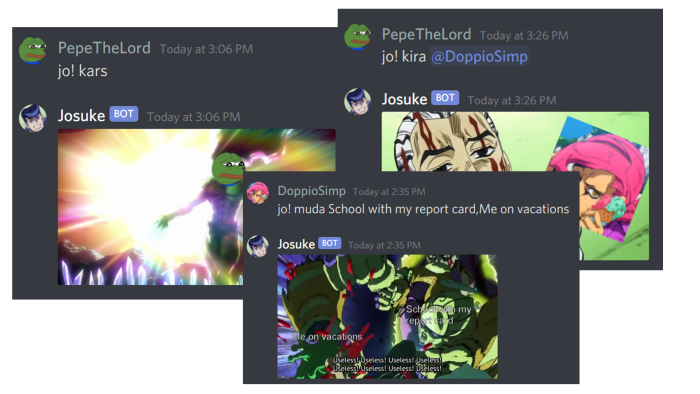 PepeTheLord Today at 3:06 PM
jo! kars
Josuke BOT Today at 3:06 PM
PepeTheLord Today at 3:26 PM
jo! kira @DoppioSimp
Josuke BOT Today at 3:26 PM
DoppioSimp Today at 2:35 PM
jo! muda School with my report card,Me on vacations
Josuke BOT Today at 2:35 PM
School with my
report card
Me on vacations
Useless! Useless! Useless! Useless!
Useless! Useless! Useless! Useless!